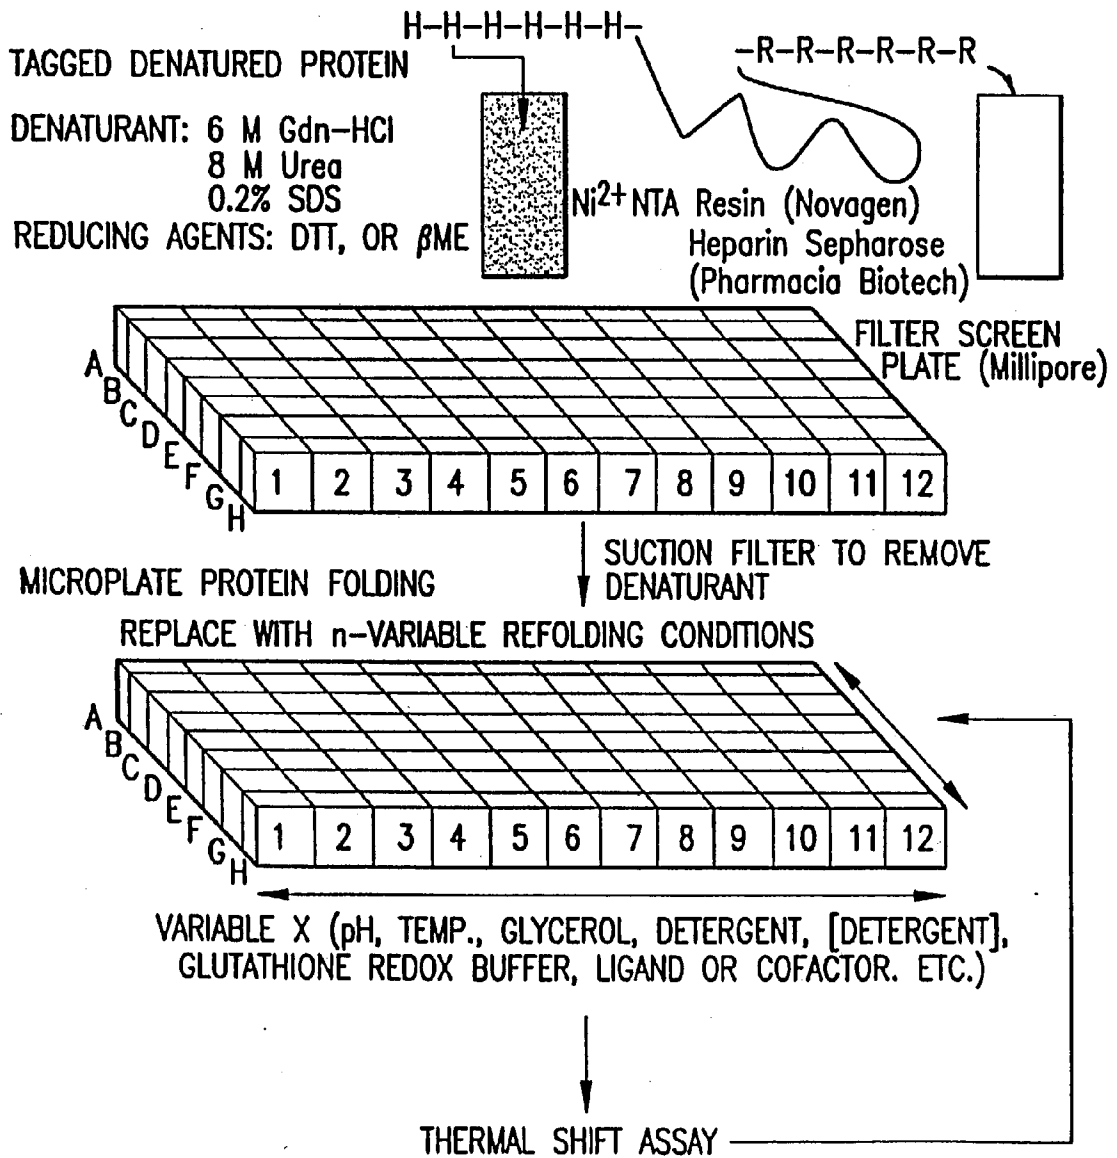 H-H-H-H-H-H-
-R-R-R-R-R-R
TAGGED DENATURED PROTEIN
DENATURANT: 6 M Gdn-HCl
8 M Urea
0.2% SDS
REDUCING AGENTS: DTT, OR βME
Ni2+ NTA Resin (Novagen)
Heparin Sepharose
(Pharmacia Biotech)
FILTER SCREEN
PLATE (Millipore)
A
B
C
D
E
F
G
H
1 2 3 4 5 6 7 8 9 10 11 12
SUCTION FILTER TO REMOVE
DENATURANT
MICROPLATE PROTEIN FOLDING
REPLACE WITH n-VARIABLE REFOLDING CONDITIONS
A
B
C
D
E
F
G
H
1 2 3 4 5 6 7 8 9 10 11 12
VARIABLE X (pH, TEMP., GLYCEROL, DETERGENT, [DETERGENT],
GLUTATHIONE REDOX BUFFER, LIGAND OR COFACTOR. ETC.)
THERMAL SHIFT ASSAY